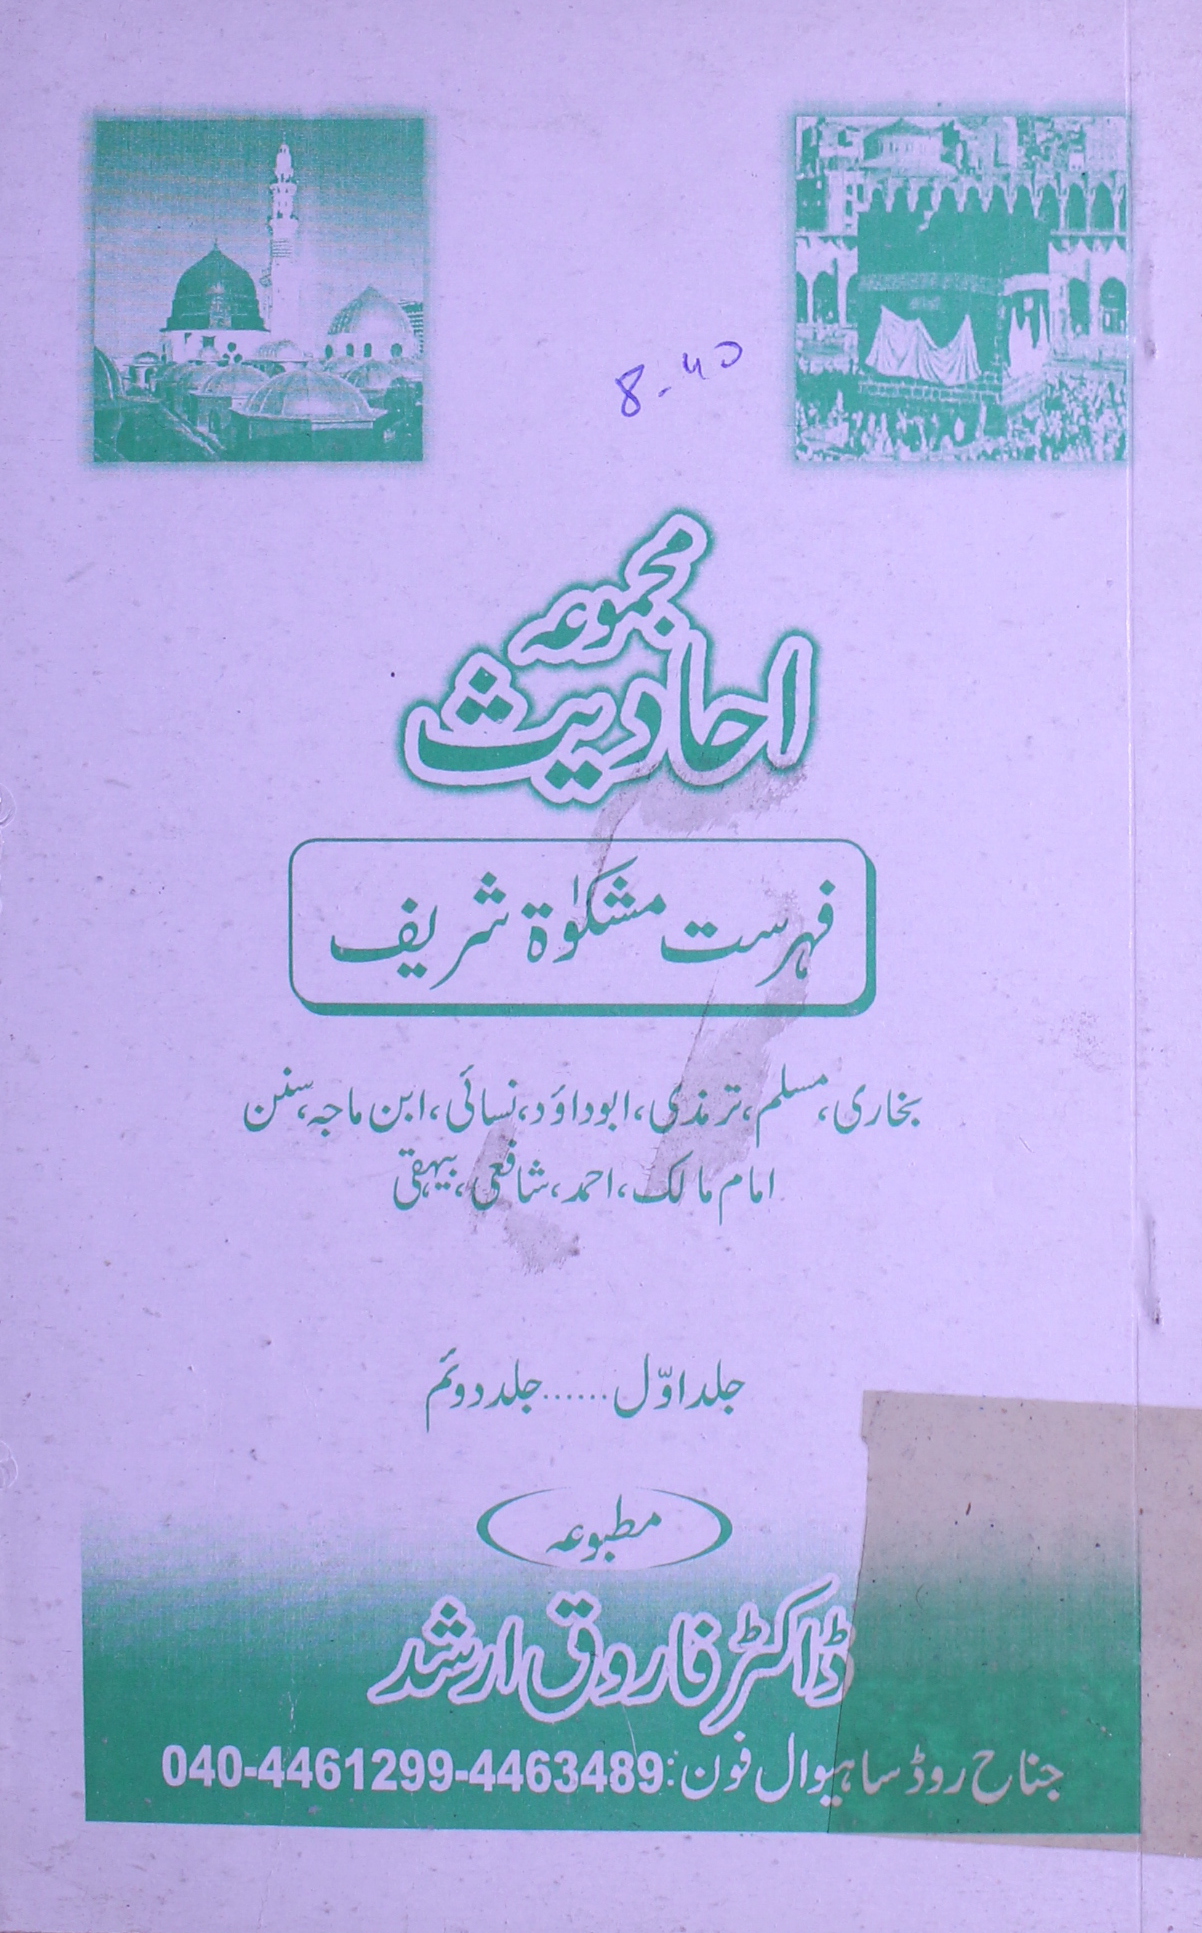 8-40
مجموعہ
احادیث
فہرست مشکوٰۃ شریف
بخاری، مسلم، ترمذی، ابوداؤد، نسائی، ابن ماجہ، سنن
امام مالک، احمد، شافعی، بیہقی
جلد اوّل ...... جلد دوئم
مطبوعہ
ڈاکٹر فاروق ارشد
جناح روڈ ساہیوال فون: 040-4461299-4463489